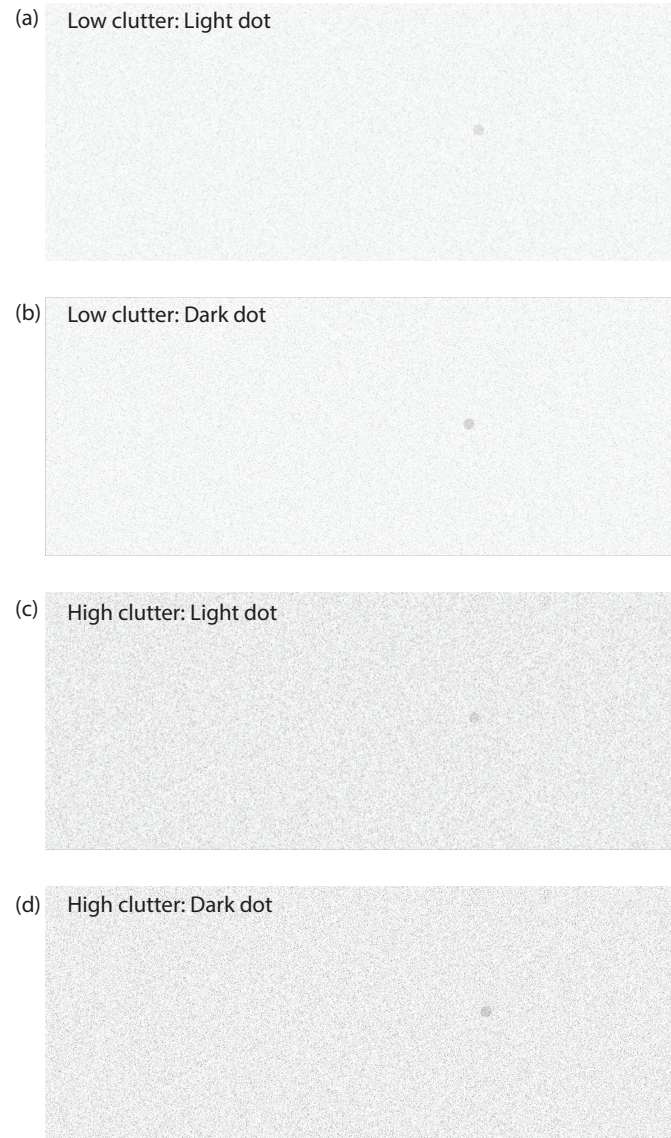 (a) Low clutter: Light dot
(b) Low clutter: Dark dot
(c) High clutter: Light dot
(d) High clutter: Dark dot